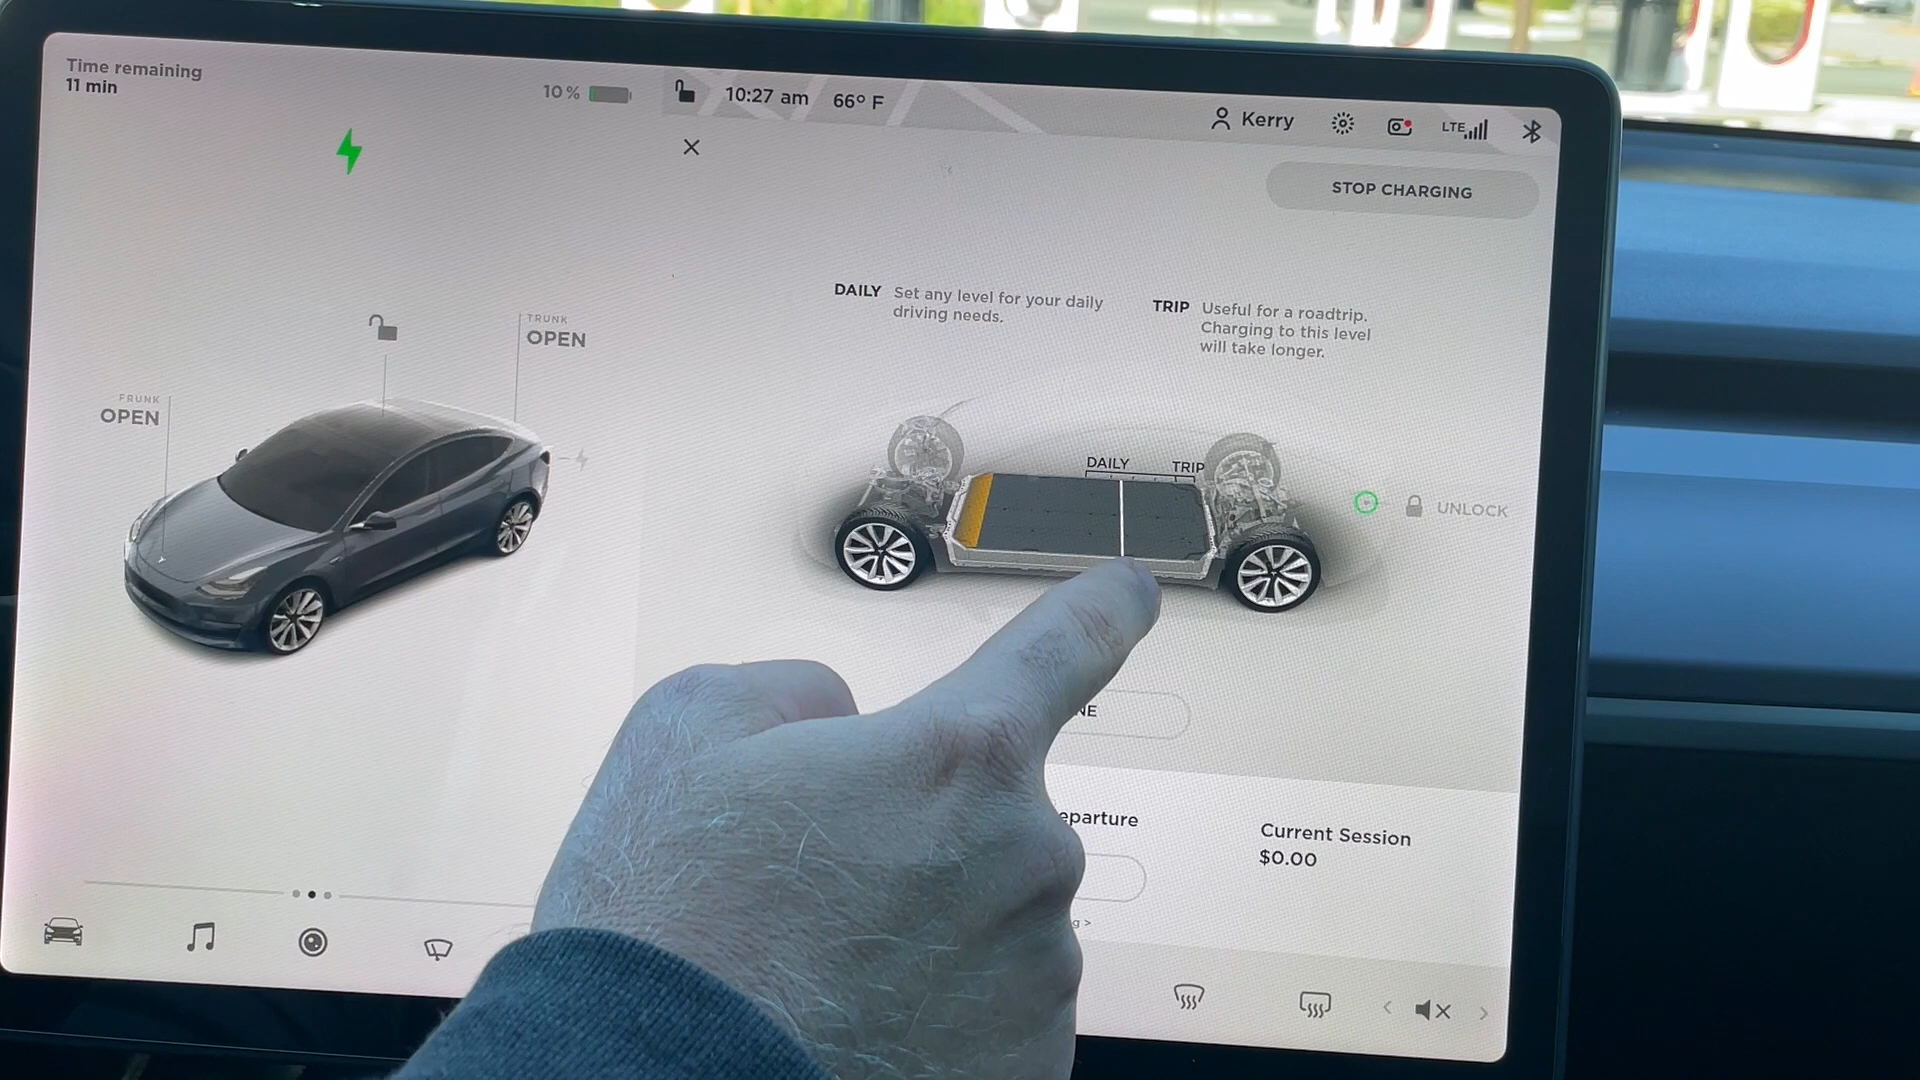 Time remaining
11 min
10%
10:27 am
66° F
Kerry
LTE
STOP CHARGING
DAILY
Set any level for your daily
driving needs.
TRIP
Useful for a roadtrip.
Charging to this level
will take longer.
TRUNK
OPEN
FRUNK
OPEN
DAILY
TRIP
UNLOCK
Current Session
$0.00